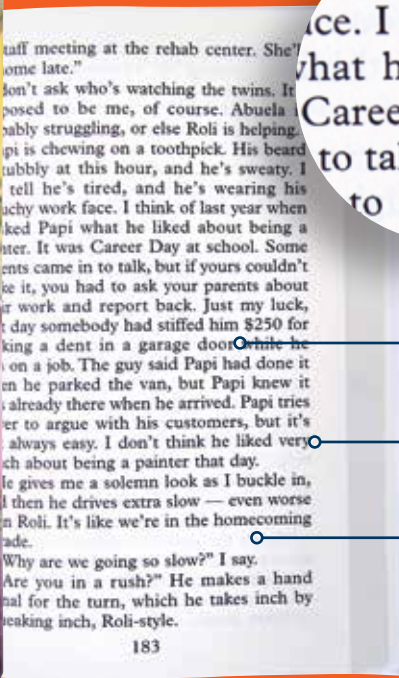 taff meeting at the rehab center. She'll
ome late."
don't ask who's watching the twins. It
posed to be me, of course. Abuela
bably struggling, or else Roli is helping.
pi is chewing on a toothpick. His beard
tubbly at this hour, and he's sweaty. I
tell he's tired, and he's wearing his
uchy work face. I think of last year when
ked Papi what he liked about being a
nter. It was Career Day at school. Some
ents came in to talk, but if yours couldn't
ke it, you had to ask your parents about
ir work and report back. Just my luck,
t day somebody had stiffed him $250 for
king a dent in a garage door while he
on a job. The guy said Papi had done it
en he parked the van, but Papi knew it
already there when he arrived. Papi tries
er to argue with his customers, but it's
always easy. I don't think he liked very
ch about being a painter that day.
le gives me a solemn look as I buckle in,
d then he drives extra slow — even worse
n Roli. It's like we're in the homecoming
ade.
Why are we going so slow?" I say.
Are you in a rush?" He makes a hand
nal for the turn, which he takes inch by
eaking inch, Roli-style.
183
ice. I
what h
Caree
to tal
to